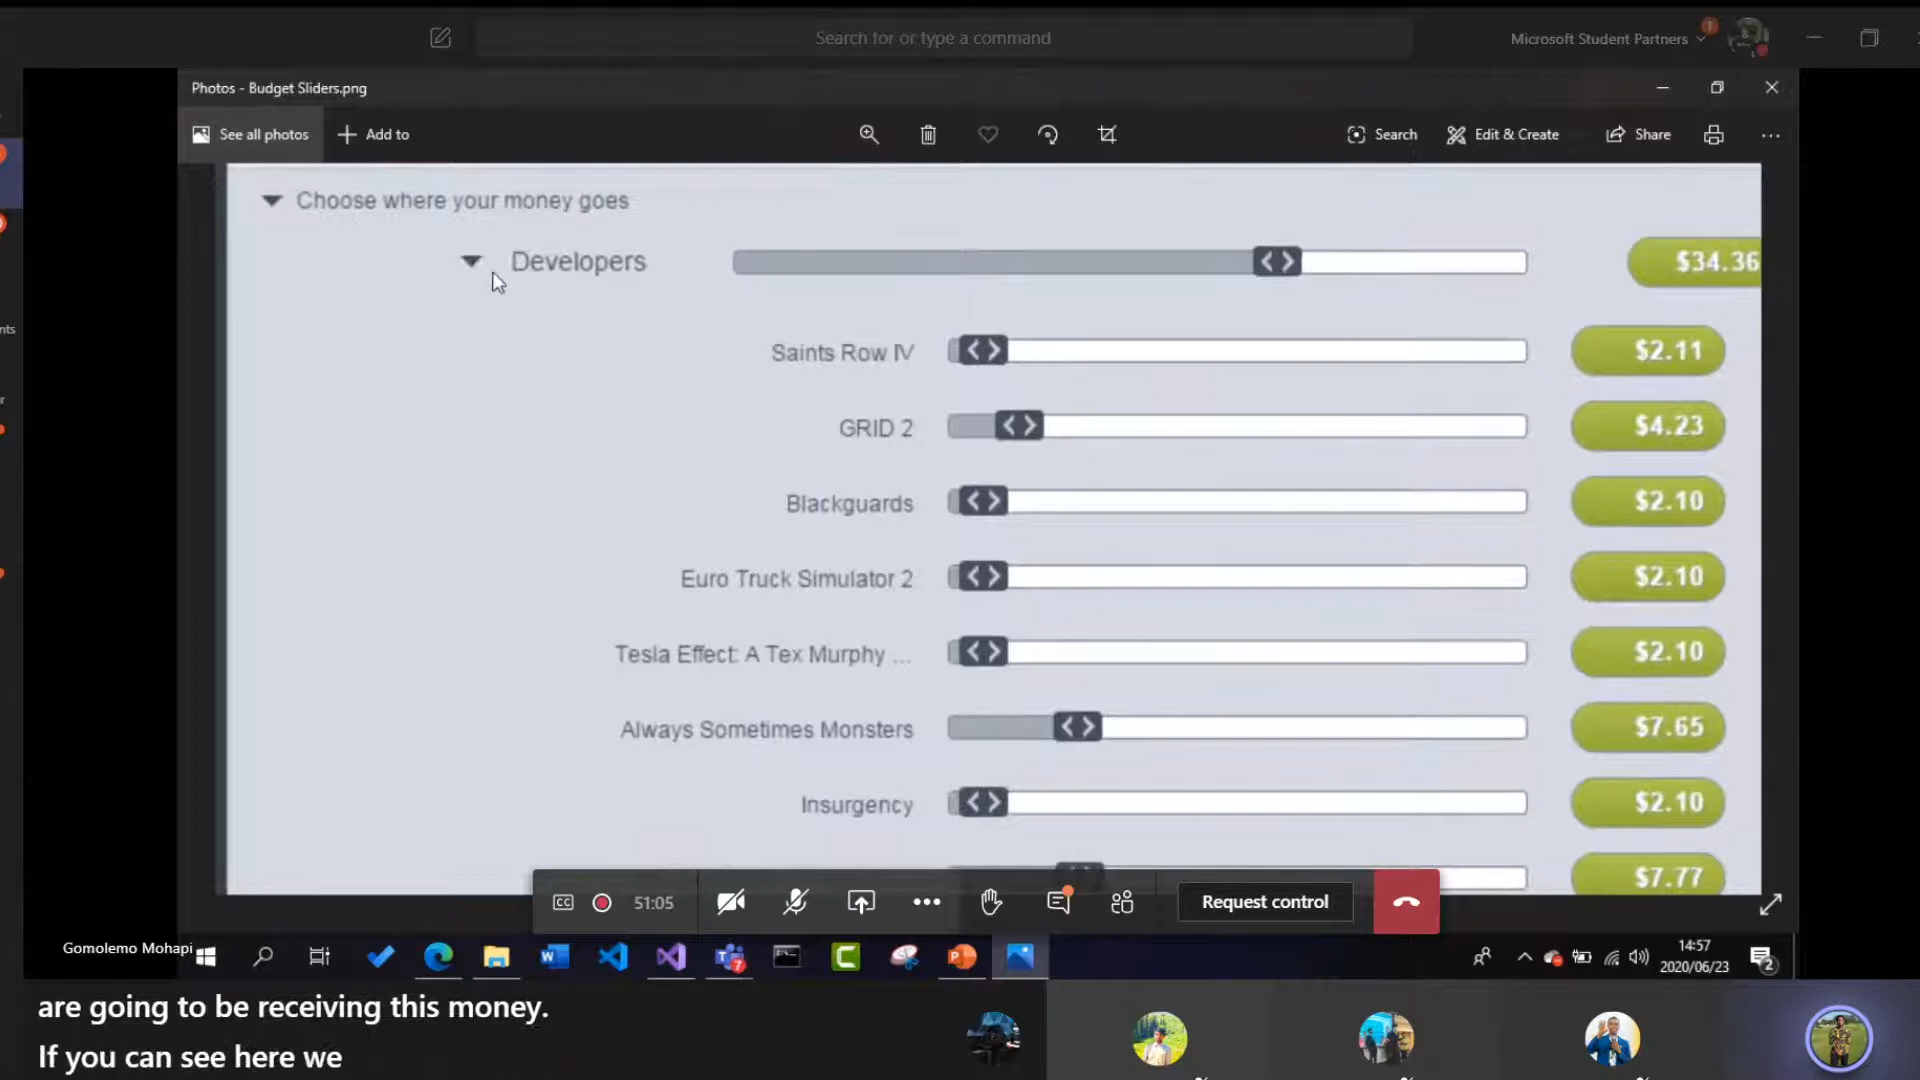 Search for or type a command
Microsoft Student Partners
Photos - Budget Sliders.png
See all photos
Add to
Search
Edit & Create
Share
Choose where your money goes
Developers
$34.36
Saints Row IV
$2.11
GRID 2
$4.23
Blackguards
$2.10
Euro Truck Simulator 2
$2.10
Tesla Effect: A Tex Murphy ...
$2.10
Always Sometimes Monsters
$7.65
Insurgency
$2.10
$7.77
CC
51:05
Request control
Gomolemo Mohapi
7
14:57
2020/06/23
2
are going to be receiving this money.
If you can see here we